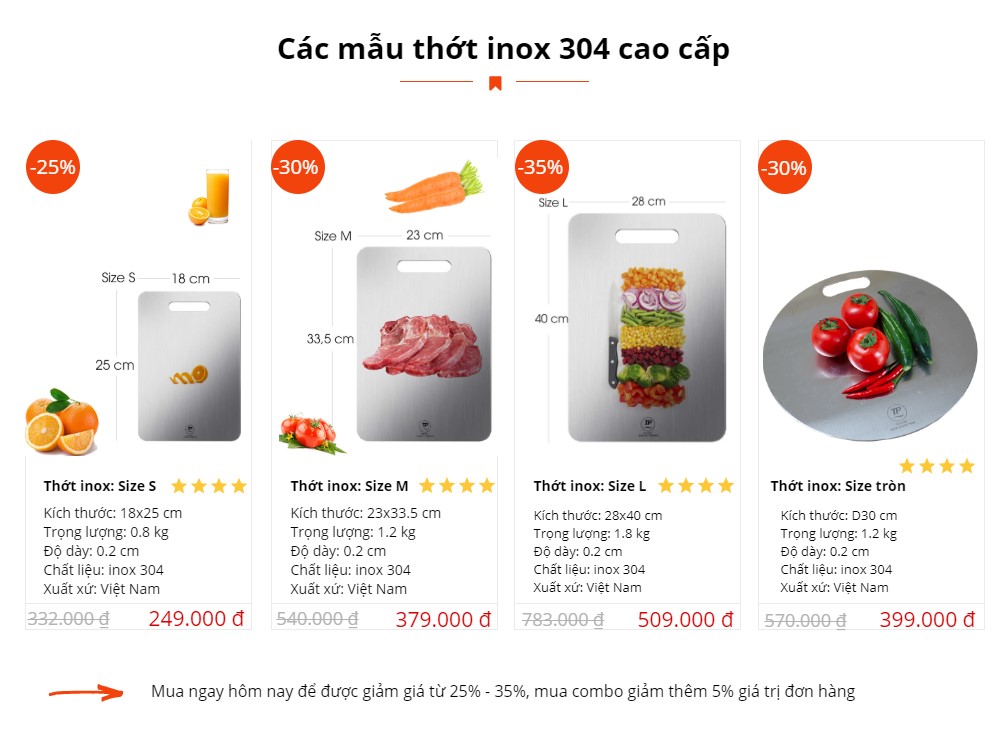 Các mẫu thớt inox 304 cao cấp
-25%
Size S
18 cm
25 cm
Thớt inox: Size S
Kích thước: 18x25 cm
Trọng lượng: 0.8 kg
Độ dày: 0.2 cm
Chất liệu: inox 304
Xuất xứ: Việt Nam
332.000 ₫ 249.000 đ
-30%
Size M
23 cm
33,5 cm
Thớt inox: Size M
Kích thước: 23x33.5 cm
Trọng lượng: 1.2 kg
Độ dày: 0.2 cm
Chất liệu: inox 304
Xuất xứ: Việt Nam
540.000 ₫ 379.000 đ
-35%
Size L
28 cm
40 cm
Thớt inox: Size L
Kích thước: 28x40 cm
Trọng lượng: 1.8 kg
Độ dày: 0.2 cm
Chất liệu: inox 304
Xuất xứ: Việt Nam
783.000 ₫ 509.000 đ
-30%
Thớt inox: Size tròn
Kích thước: D30 cm
Trọng lượng: 1.2 kg
Độ dày: 0.2 cm
Chất liệu: inox 304
Xuất xứ: Việt Nam
570.000 ₫ 399.000 đ
Mua ngay hôm nay để được giảm giá từ 25% - 35%, mua combo giảm thêm 5% giá trị đơn hàng